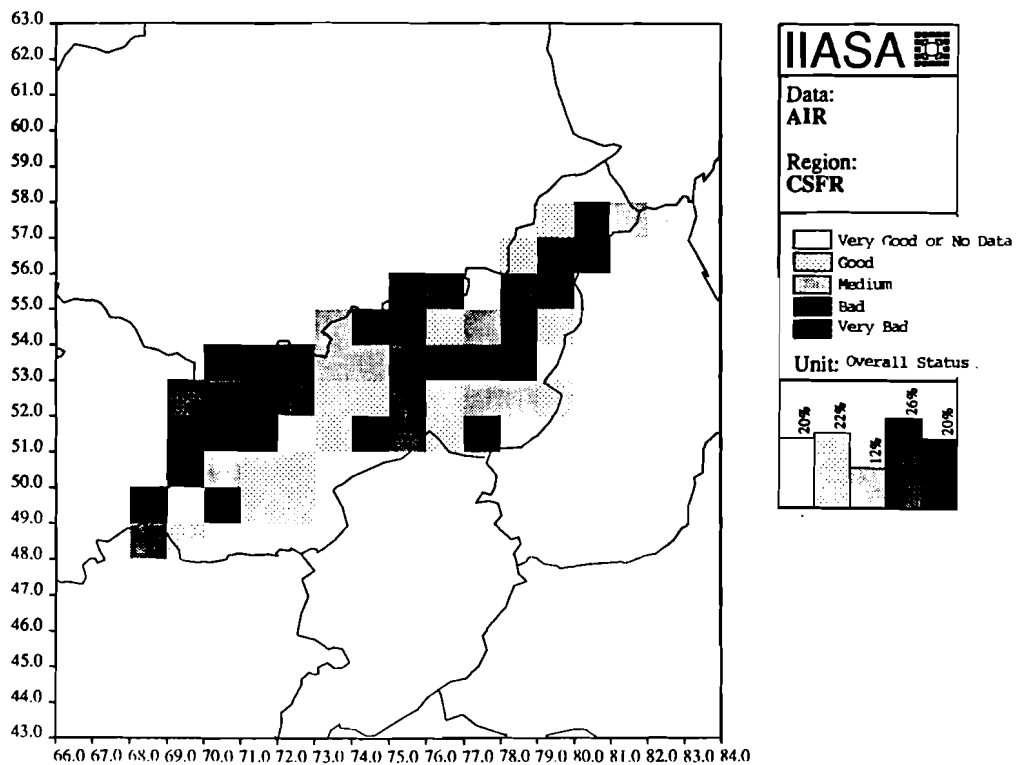 63.0
62.0
61.0
60.0
59.0
58.0
57.0
56.0
55.0
54.0
53.0
52.0
51.0
50.0
49.0
48.0
47.0
46.0
45.0
44.0
43.0
66.0 67.0 68.0 69.0 70.0 71.0 72.0 73.0 74.0 75.0 76.0 77.0 78.0 79.0 80.0 81.0 82.0 83.0 84.0
IIASA
Data:
AIR
Region:
CSFR
Very Good or No Data
Good
Medium
Bad
Very Bad
Unit: Overall Status
20% 22% 12% 26% 20%